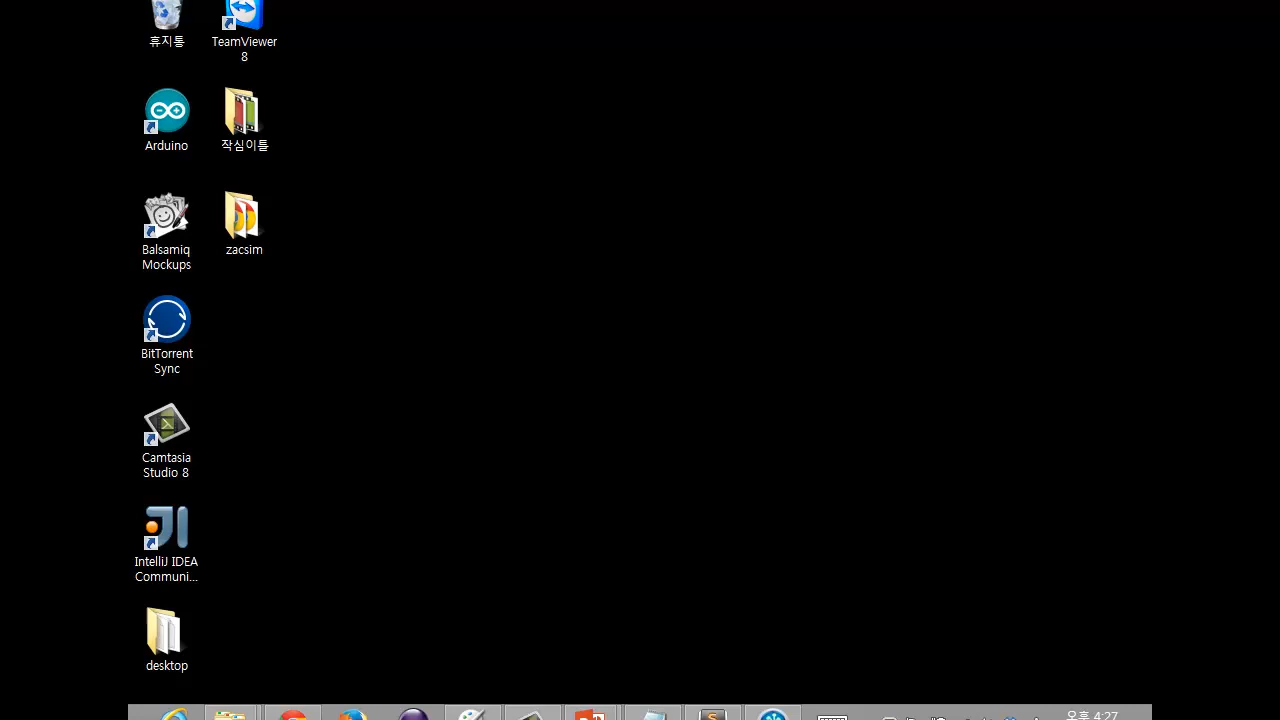 휴지통
TeamViewer
8
Arduino
작심이틀
Balsamiq
Mockups
zacsim
BitTorrent
Sync
Camtasia
Studio 8
IntelliJ IDEA
Communi...
desktop
오후 4:27